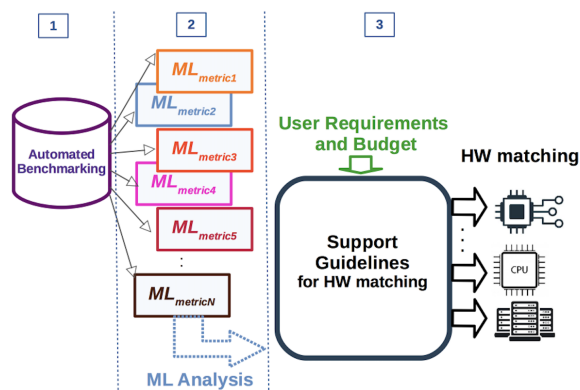 1
2
3
ML metric1
ML metric2
ML metric3
ML metric4
ML metric5
:
ML metricN
Automated
Benchmarking
ML Analysis
User Requirements
and Budget
Support
Guidelines
for HW matching
HW matching
CPU